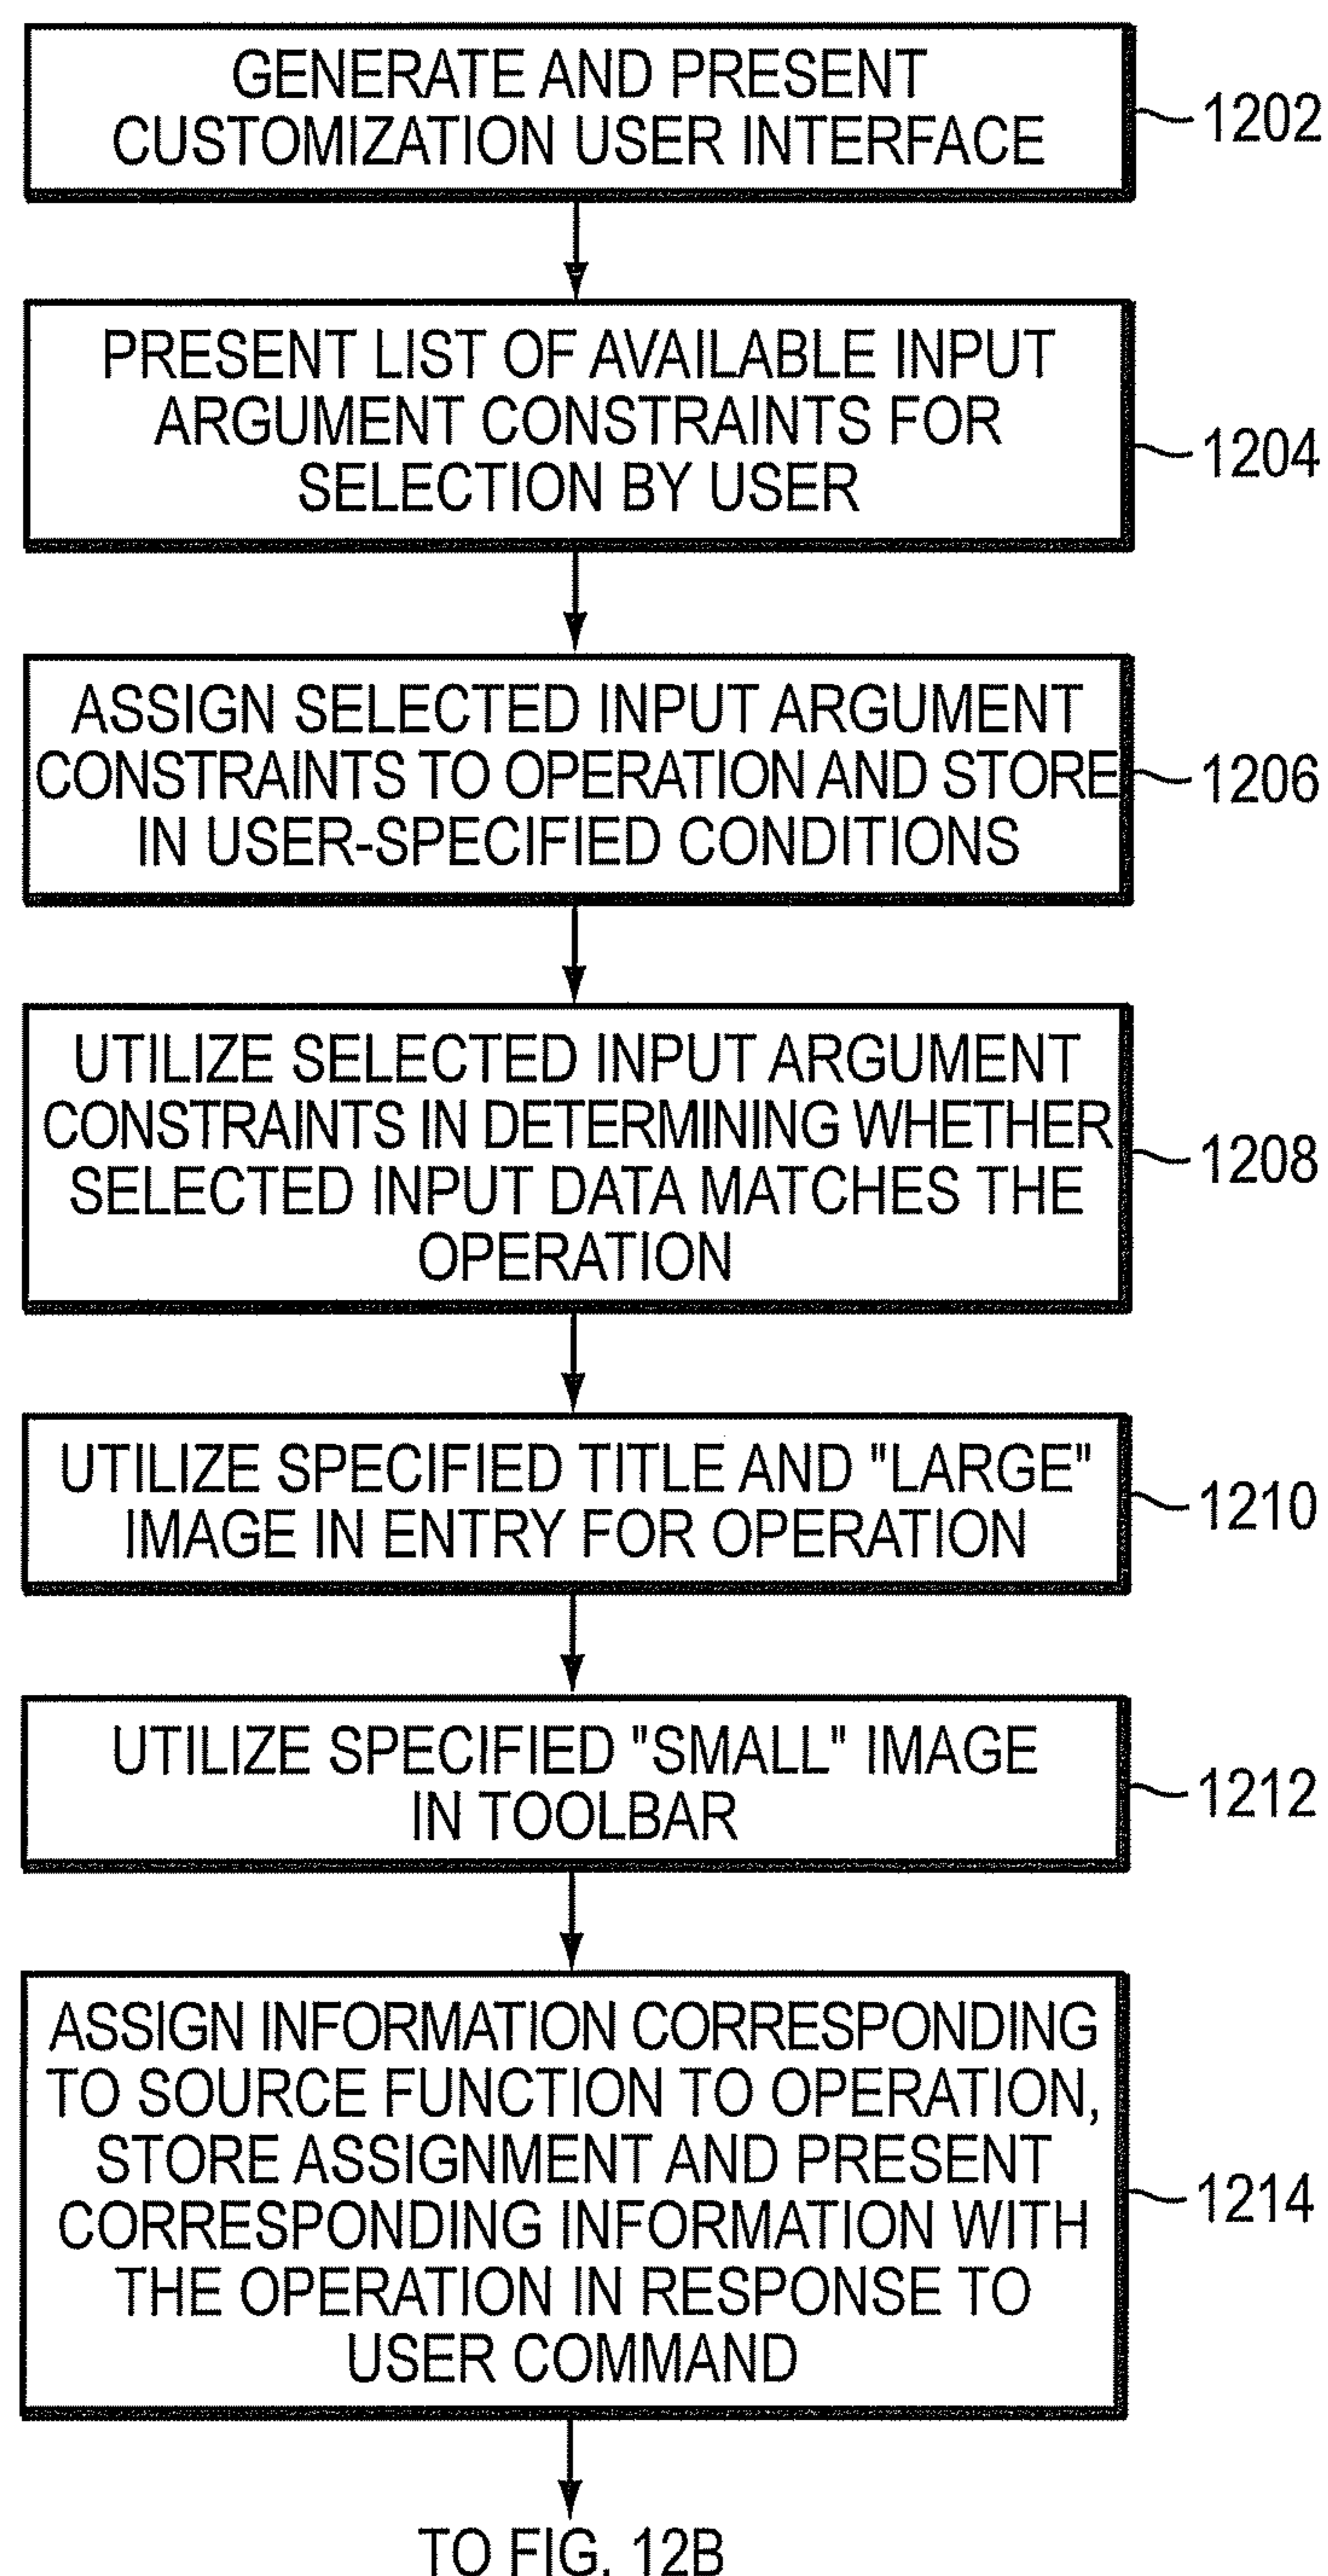 GENERATE AND PRESENT
CUSTOMIZATION USER INTERFACE
1202
PRESENT LIST OF AVAILABLE INPUT
ARGUMENT CONSTRAINTS FOR
SELECTION BY USER
1204
ASSIGN SELECTED INPUT ARGUMENT
CONSTRAINTS TO OPERATION AND STORE
IN USER-SPECIFIED CONDITIONS
1206
UTILIZE SELECTED INPUT ARGUMENT
CONSTRAINTS IN DETERMINING WHETHER
SELECTED INPUT DATA MATCHES THE
OPERATION
1208
UTILIZE SPECIFIED TITLE AND "LARGE"
IMAGE IN ENTRY FOR OPERATION
1210
UTILIZE SPECIFIED "SMALL" IMAGE
IN TOOLBAR
1212
ASSIGN INFORMATION CORRESPONDING
TO SOURCE FUNCTION TO OPERATION,
STORE ASSIGNMENT AND PRESENT
CORRESPONDING INFORMATION WITH
THE OPERATION IN RESPONSE TO
USER COMMAND
1214
TO FIG. 12B